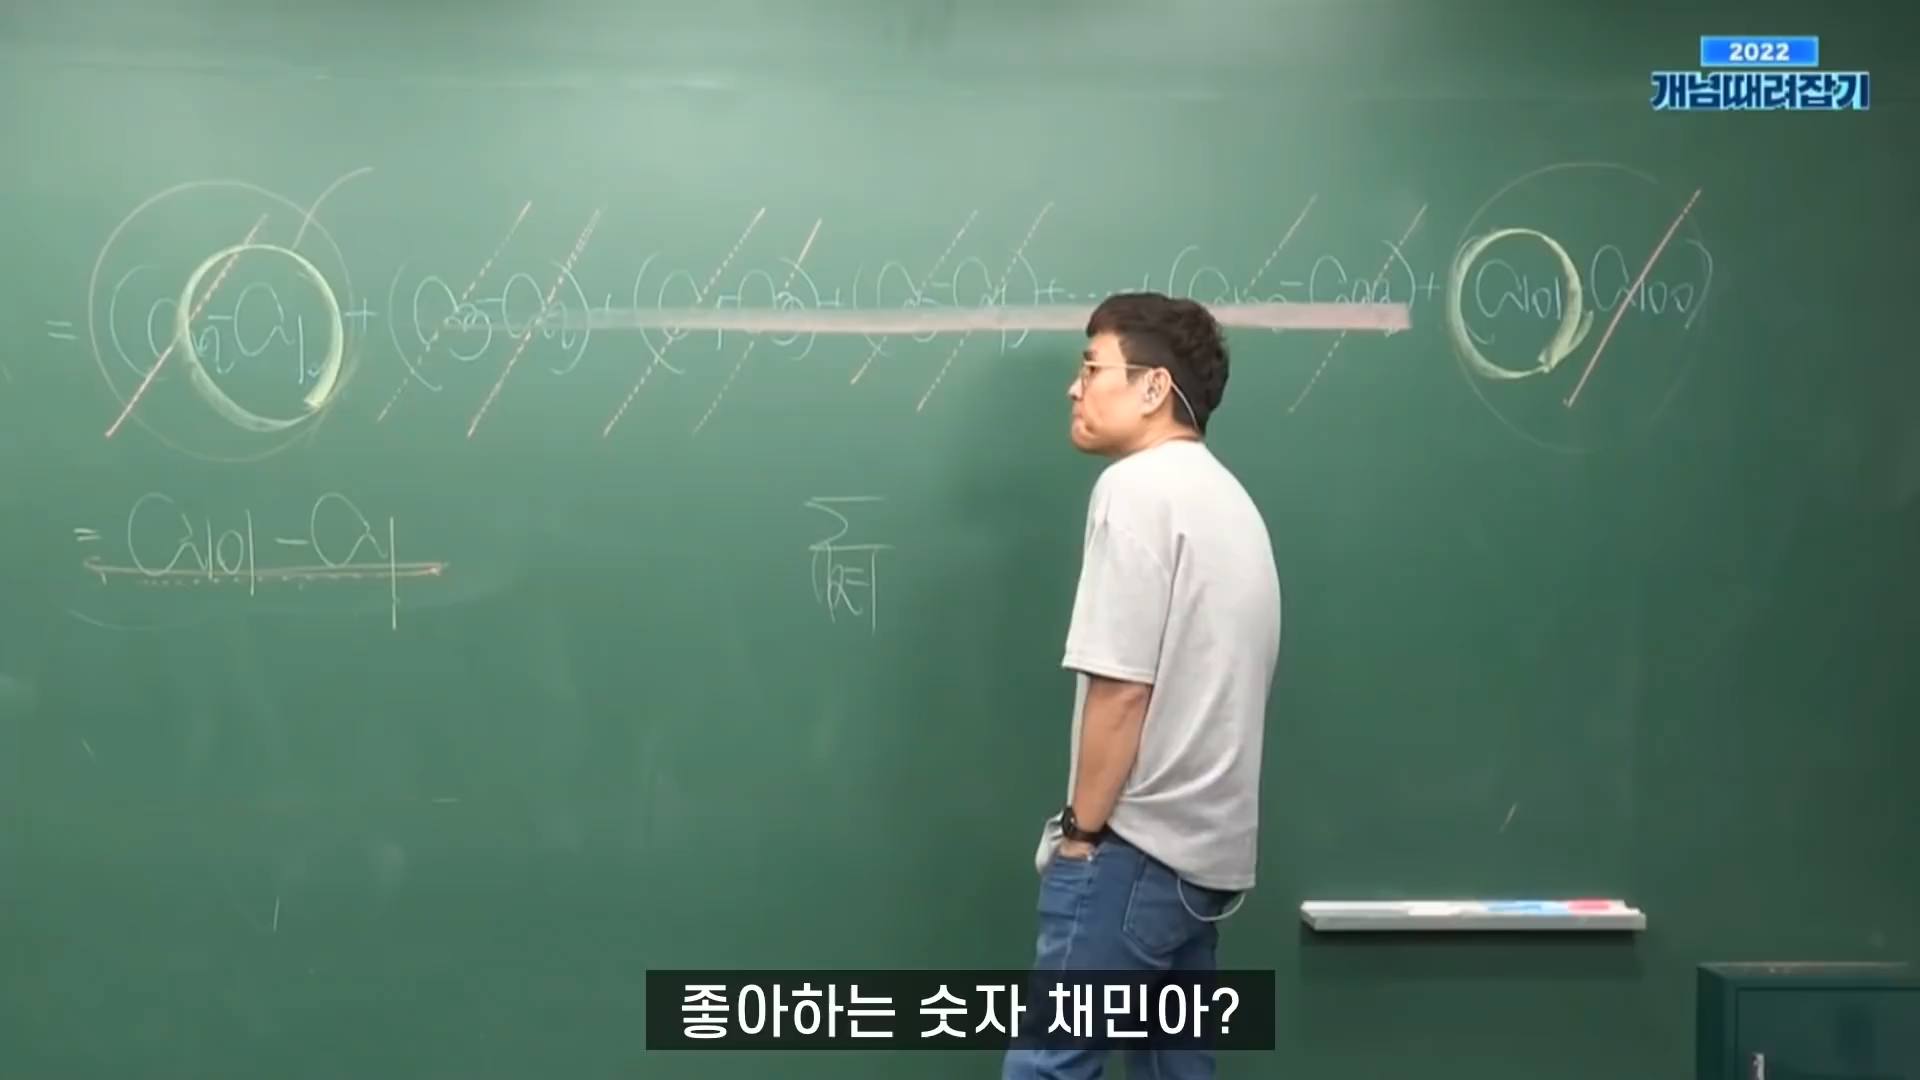 2022
개념때려잡기
= (a₂-a₁)+(a₃-a₂)+(a₄-a₃)+(a₅-a₄)+…+(a₁₀₀-a₉₉)+(a₁₀₁-a₁₀₀)
= a₁₀₁-a₁
Σ
k=1
좋아하는 숫자 채민아?